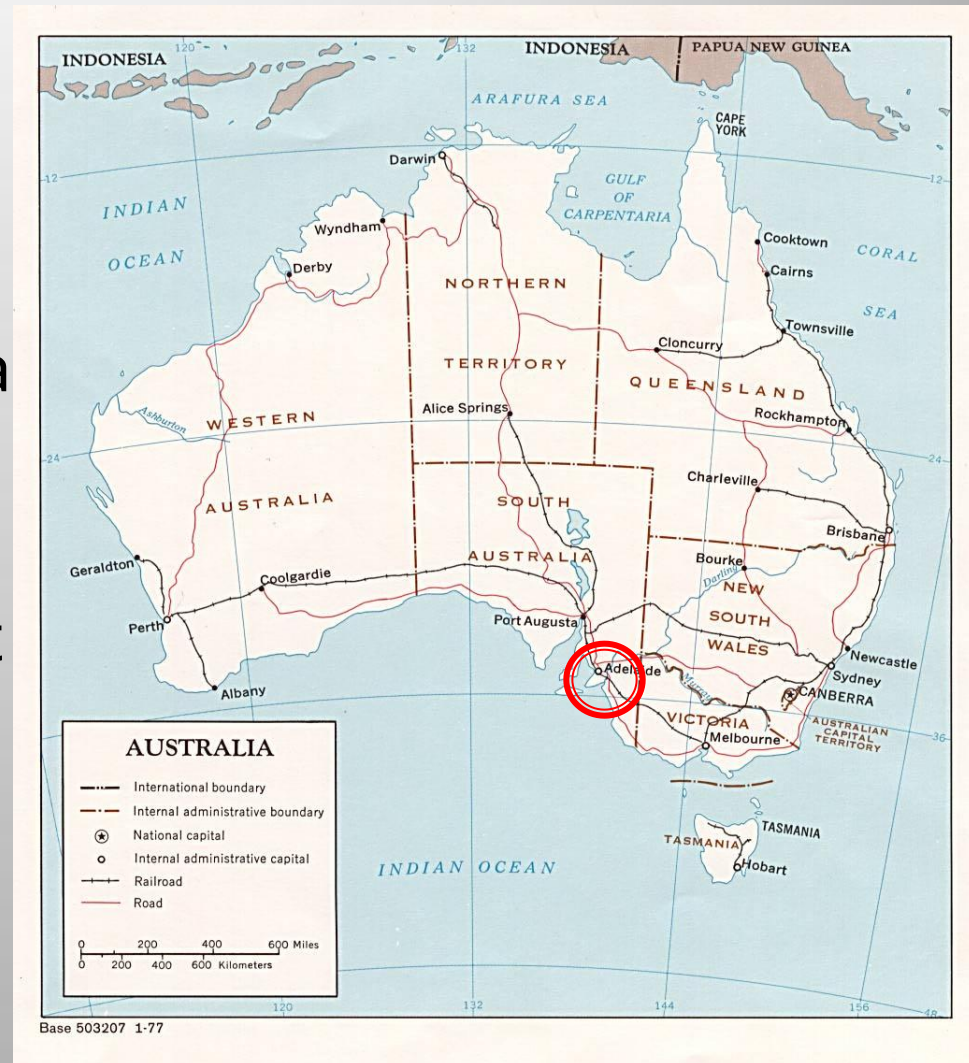 INDONESIA
INDONESIA
PAPUA NEW GUINEA
120
132
ARAFURA SEA
CAPE
YORK
Darwin
12
12
GULF
OF
CARPENTARIA
INDIAN
OCEAN
Wyndham
Cooktown
CORAL
SEA
Derby
Cairns
NORTHERN
TERRITORY
Townsville
Cloncurry
QUEENSLAND
Ashburton
WESTERN
AUSTRALIA
Alice Springs
Rockhampton
24
24
Charleville
SOUTH
AUSTRALIA
Brisbane
Geraldton
Coolgardie
Bourke
Darling
NEW
SOUTH
WALES
Perth
Port Augusta
Newcastle
Albany
Adelaide
Murray
Sydney
CANBERRA
VICTORIA
Melbourne
AUSTRALIAN
CAPITAL
TERRITORY
36
TASMANIA
TASMANIA
Hobart
INDIAN OCEAN
AUSTRALIA
International boundary
Internal administrative boundary
National capital
Internal administrative capital
Railroad
Road
0 200 400 600 Miles
0 200 400 600 Kilometers
120
132
144
156
48
Base 503207 1-77